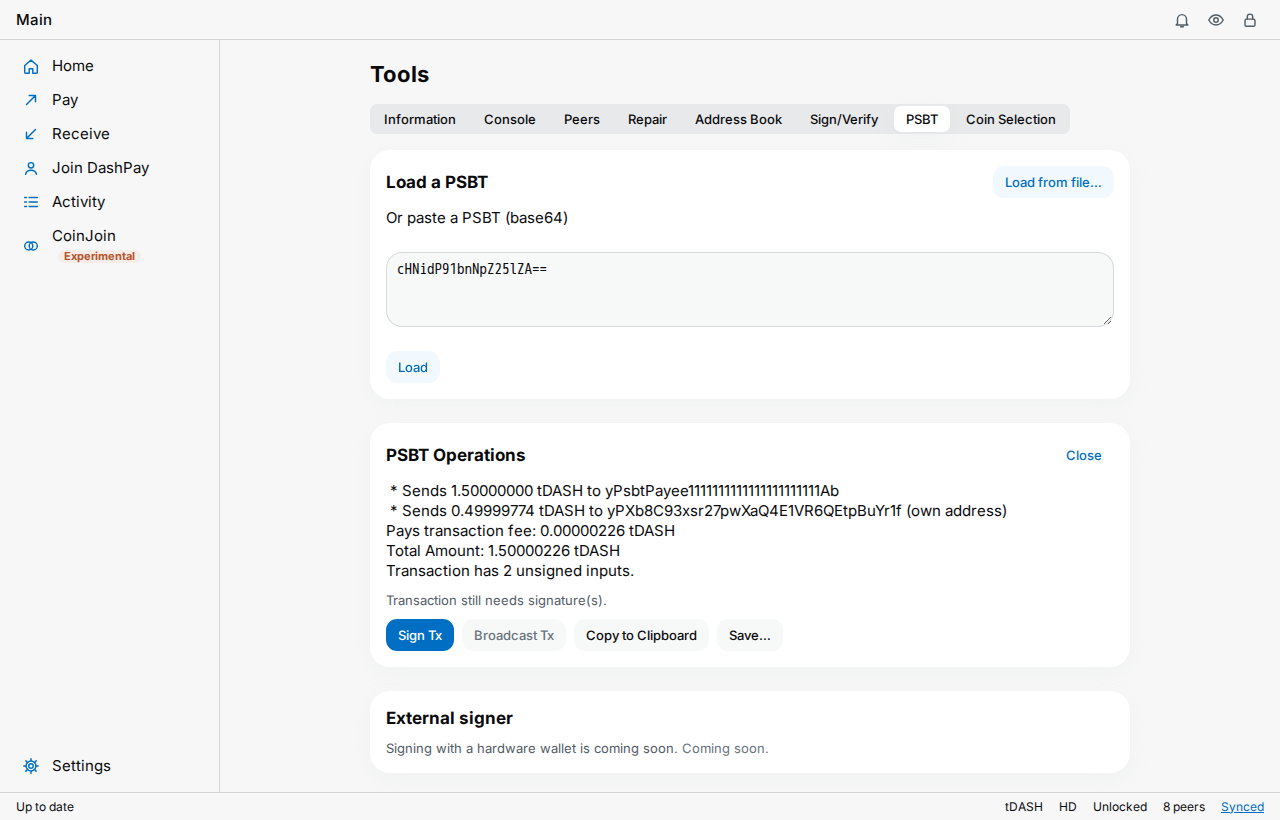 Main
Home
Pay
Receive
Join DashPay
Activity
CoinJoin
Experimental
Settings
Tools
Information Console Peers Repair Address Book Sign/Verify PSBT Coin Selection
Load a PSBT
Load from file...
Or paste a PSBT (base64)
cHNidP91bnNpZ25lZA==
Load
PSBT Operations
Close
* Sends 1.50000000 tDASH to yPsbtPayee1111111111111111111111Ab
* Sends 0.49999774 tDASH to yPXb8C93xsr27pwXaQ4E1VR6QEtpBuYr1f (own address)
Pays transaction fee: 0.00000226 tDASH
Total Amount: 1.50000226 tDASH
Transaction has 2 unsigned inputs.
Transaction still needs signature(s).
Sign Tx Broadcast Tx Copy to Clipboard Save...
External signer
Signing with a hardware wallet is coming soon. Coming soon.
Up to date
tDASH HD Unlocked 8 peers Synced